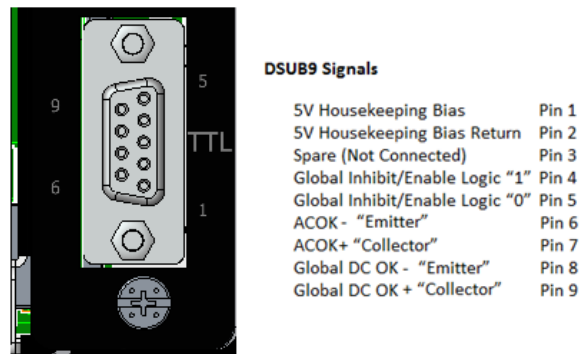 9
5
TTL
6
1
DSUB9 Signals
5V Housekeeping Bias Pin 1
5V Housekeeping Bias Return Pin 2
Spare (Not Connected) Pin 3
Global Inhibit/Enable Logic “1” Pin 4
Global Inhibit/Enable Logic “0” Pin 5
ACOK - “Emitter” Pin 6
ACOK+ “Collector” Pin 7
Global DC OK - “Emitter” Pin 8
Global DC OK + “Collector” Pin 9